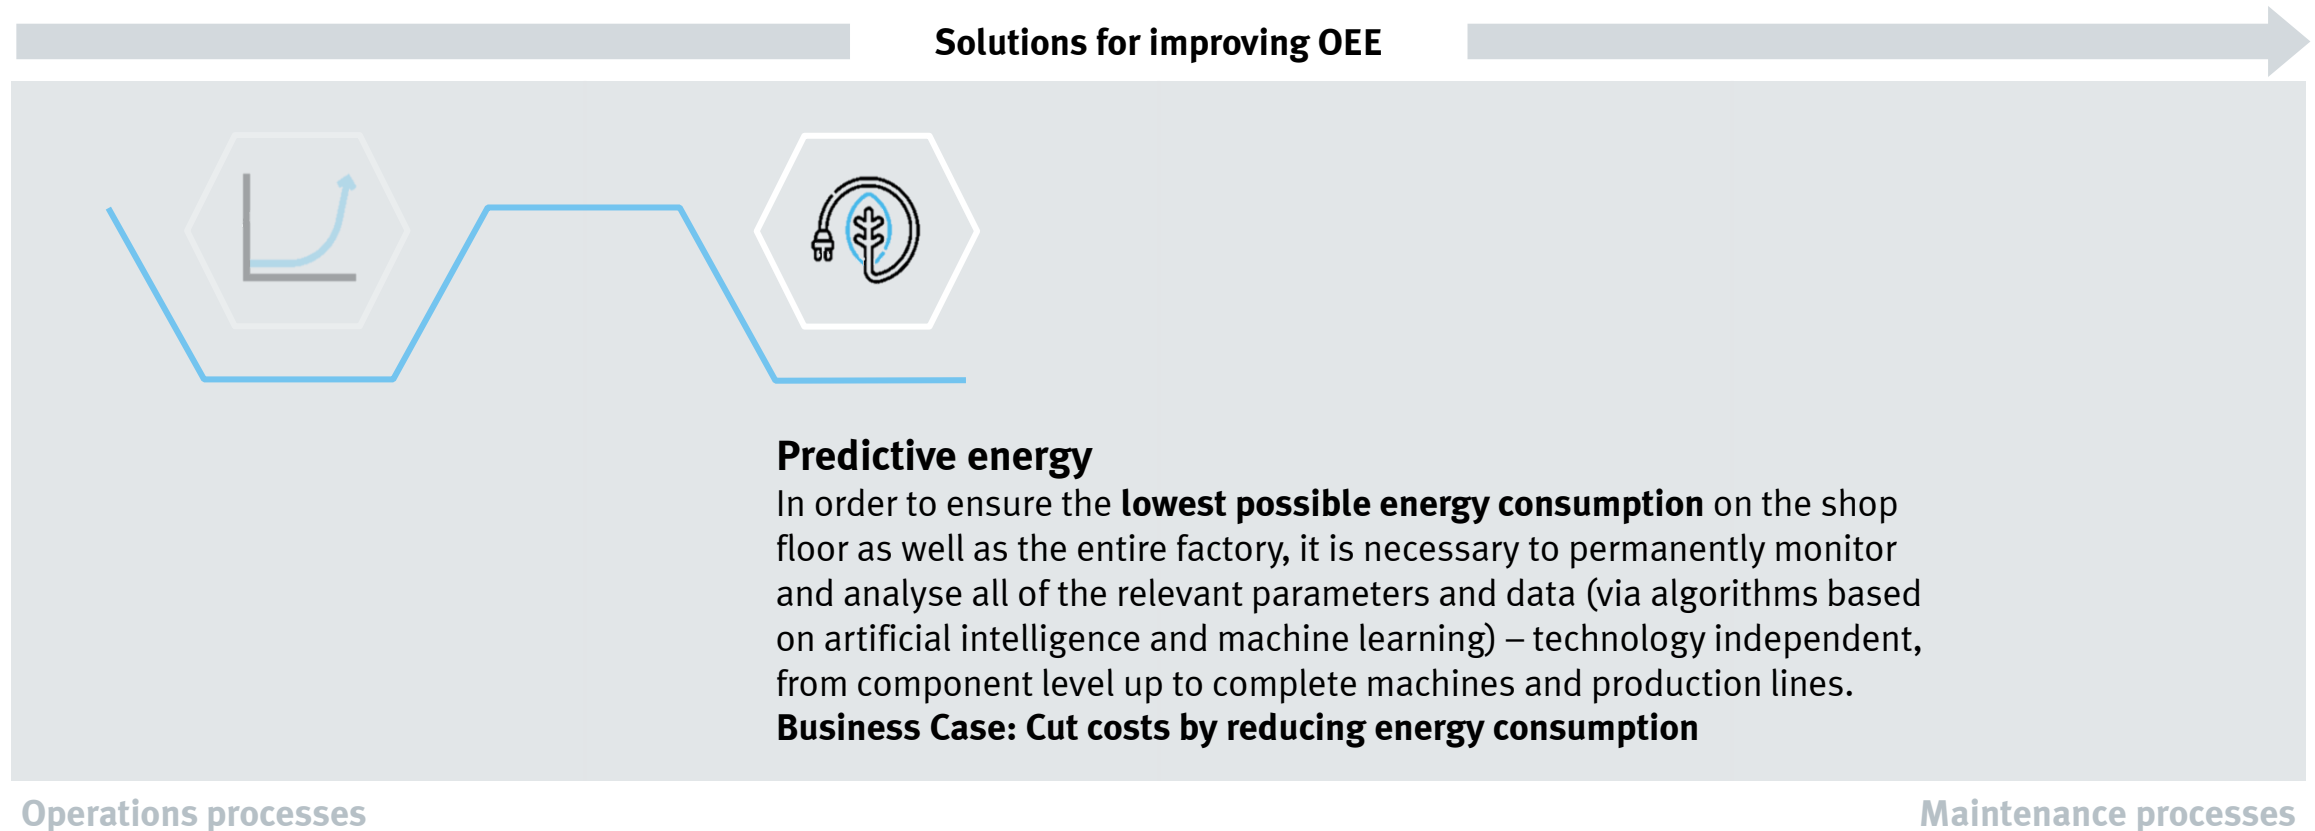 Solutions for improving OEE
Predictive energy
In order to ensure the lowest possible energy consumption on the shop
floor as well as the entire factory, it is necessary to permanently monitor
and analyse all of the relevant parameters and data (via algorithms based
on artificial intelligence and machine learning) – technology independent,
from component level up to complete machines and production lines.
Business Case: Cut costs by reducing energy consumption
Operations processes
Maintenance processes